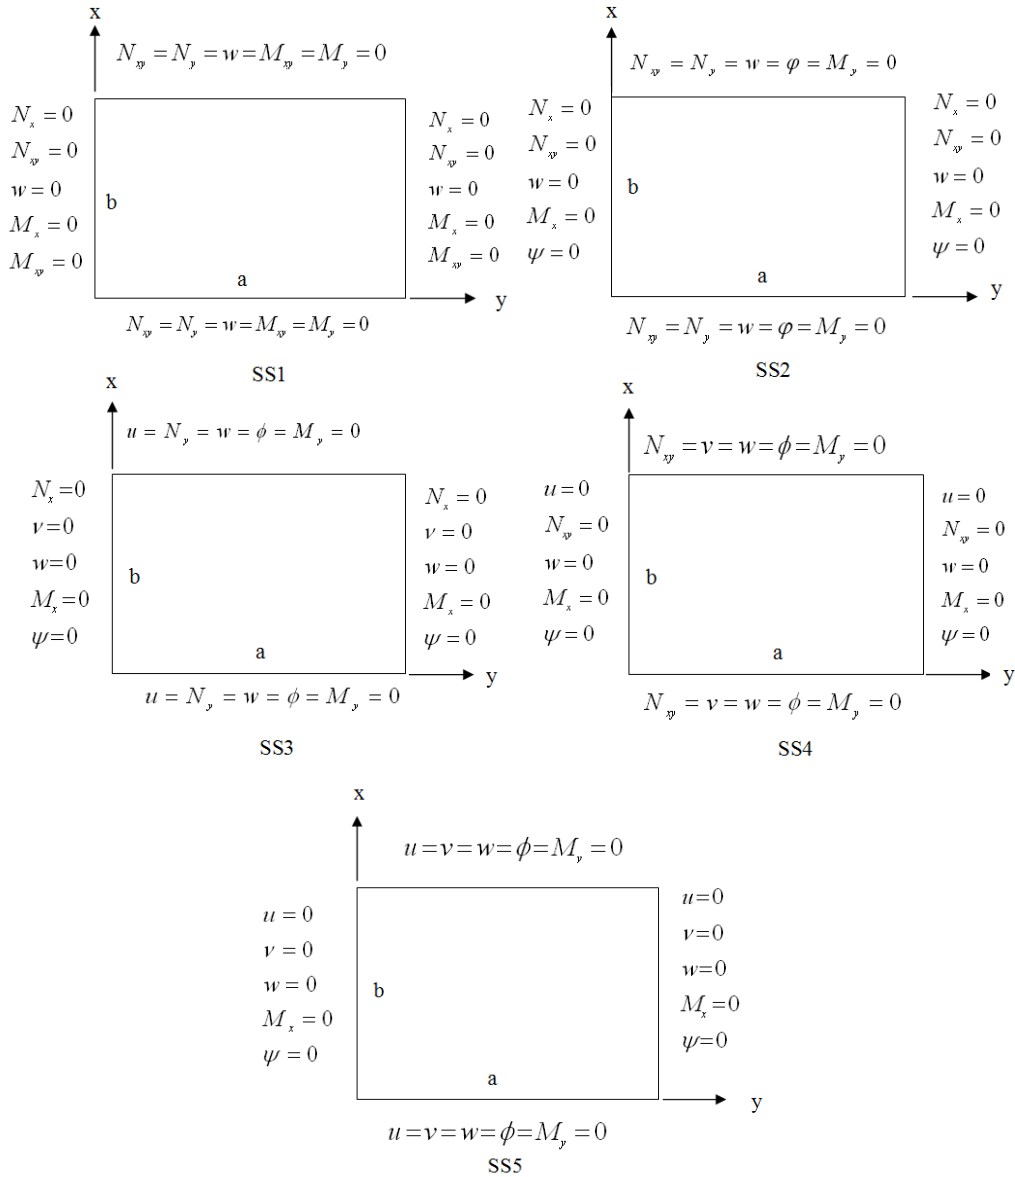 x
N_xy = N_y = w = M_xy = M_y = 0
N_x = 0
N_xy = 0
w = 0
M_x = 0
M_xy = 0
b
a
N_x = 0
N_xy = 0
w = 0
M_x = 0
M_xy = 0
y
N_xy = N_y = w = M_xy = M_y = 0
SS1
x
N_xy = N_y = w = φ = M_y = 0
N_x = 0
N_xy = 0
w = 0
M_x = 0
ψ = 0
b
a
N_x = 0
N_xy = 0
w = 0
M_x = 0
ψ = 0
y
N_xy = N_y = w = φ = M_y = 0
SS2
x
u = N_y = w = ϕ = M_y = 0
N_x = 0
v = 0
w = 0
M_x = 0
ψ = 0
b
a
N_x = 0
v = 0
w = 0
M_x = 0
ψ = 0
y
u = N_y = w = ϕ = M_y = 0
SS3
x
N_xy = v = w = ϕ = M_y = 0
u = 0
N_xy = 0
w = 0
M_x = 0
ψ = 0
b
a
u = 0
N_xy = 0
w = 0
M_x = 0
ψ = 0
y
N_xy = v = w = ϕ = M_y = 0
SS4
x
u = v = w = ϕ = M_y = 0
u = 0
v = 0
w = 0
M_x = 0
ψ = 0
b
a
u = 0
v = 0
w = 0
M_x = 0
ψ = 0
y
u = v = w = ϕ = M_y = 0
SS5